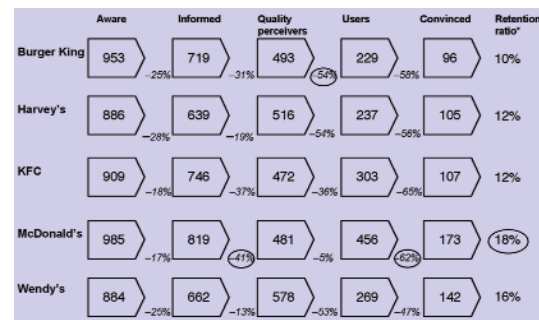 Aware Informed Quality perceivers Users Convinced Retention ratio*
Burger King 953 –25% 719 –31% 493 –54% 229 –58% 96 10%
Harvey's 886 –28% 639 –19% 516 –54% 237 –56% 105 12%
KFC 909 –18% 746 –37% 472 –36% 303 –65% 107 12%
McDonald's 985 –17% 819 –41% 481 –5% 456 –62% 173 18%
Wendy's 884 –25% 662 –13% 578 –53% 269 –47% 142 16%